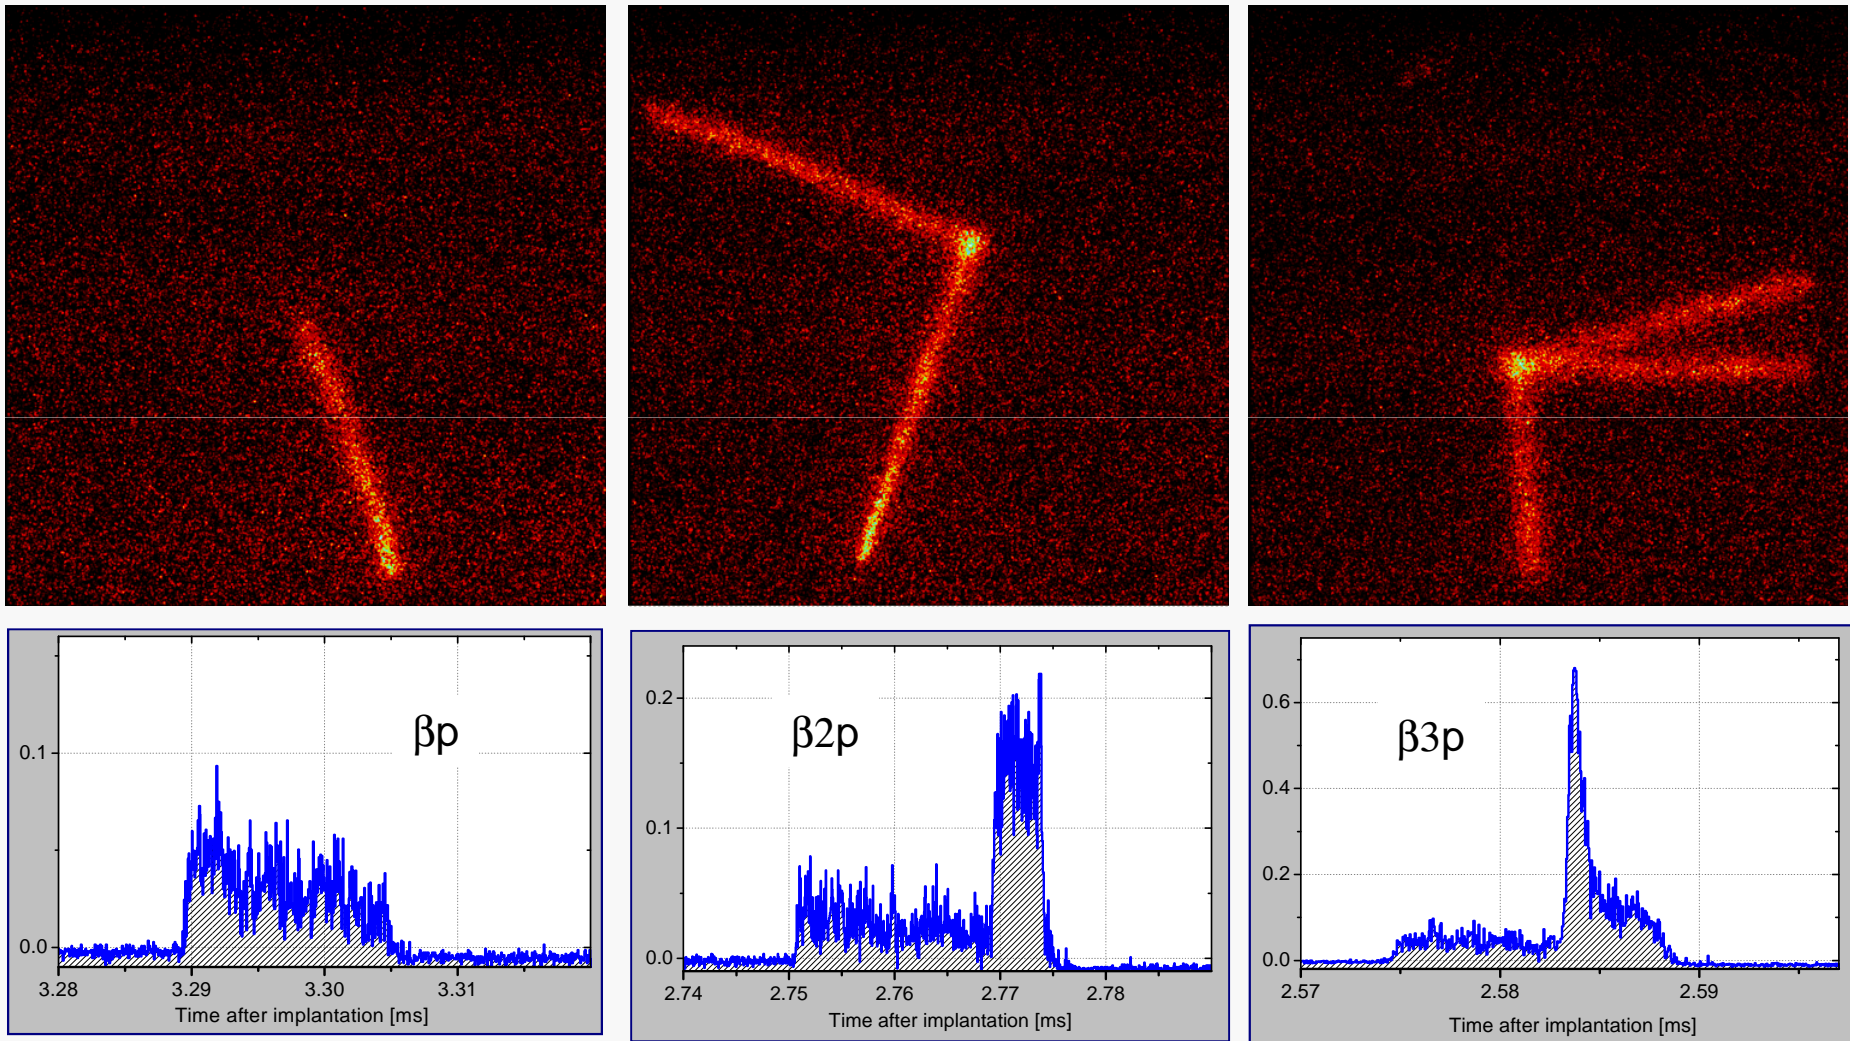 βp
0.1
0.0
3.28 3.29 3.30 3.31
Time after implantation [ms]
β2p
0.2
0.1
0.0
2.74 2.75 2.76 2.77 2.78
Time after implantation [ms]
β3p
0.6
0.4
0.2
0.0
2.57 2.58 2.59
Time after implantation [ms]